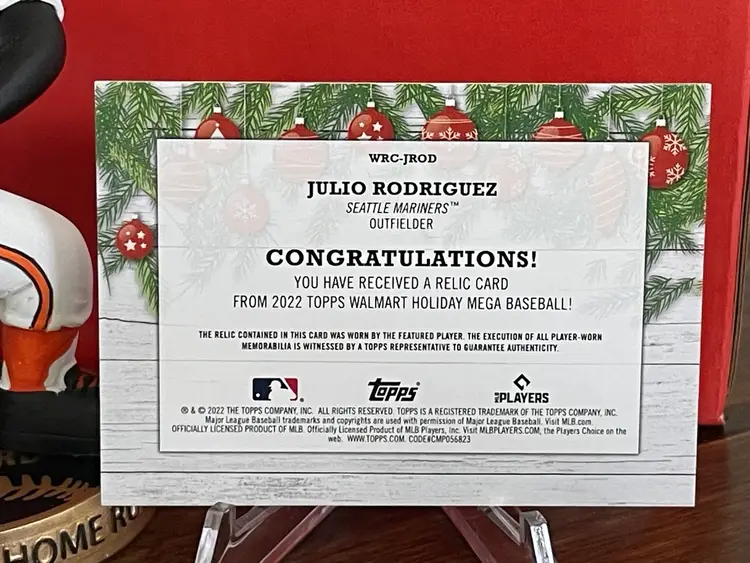 WRC-JROD
JULIO RODRIGUEZ
SEATTLE MARINERS™
OUTFIELDER
CONGRATULATIONS!
YOU HAVE RECEIVED A RELIC CARD
FROM 2022 TOPPS WALMART HOLIDAY MEGA BASEBALL!
THE RELIC CONTAINED IN THIS CARD WAS WORN BY THE FEATURED PLAYER. THE EXECUTION OF ALL PLAYER-WORN
MEMORABILIA IS WITNESSED BY A TOPPS REPRESENTATIVE TO GUARANTEE AUTHENTICITY.
Topps
MLB PLAYERS
® & © 2022 THE TOPPS COMPANY, INC. ALL RIGHTS RESERVED. TOPPS IS A REGISTERED TRADEMARK OF THE TOPPS COMPANY, INC.
Major League Baseball trademarks and copyrights are used with permission of Major League Baseball. Visit MLB.com.
OFFICIALLY LICENSED PRODUCT OF MLB. Officially Licensed Product of MLB Players, Inc. Visit MLBPLAYERS.COM, the Players Choice on the
web. WWW.TOPPS.COM. CODE#CMP056823
HOME RU